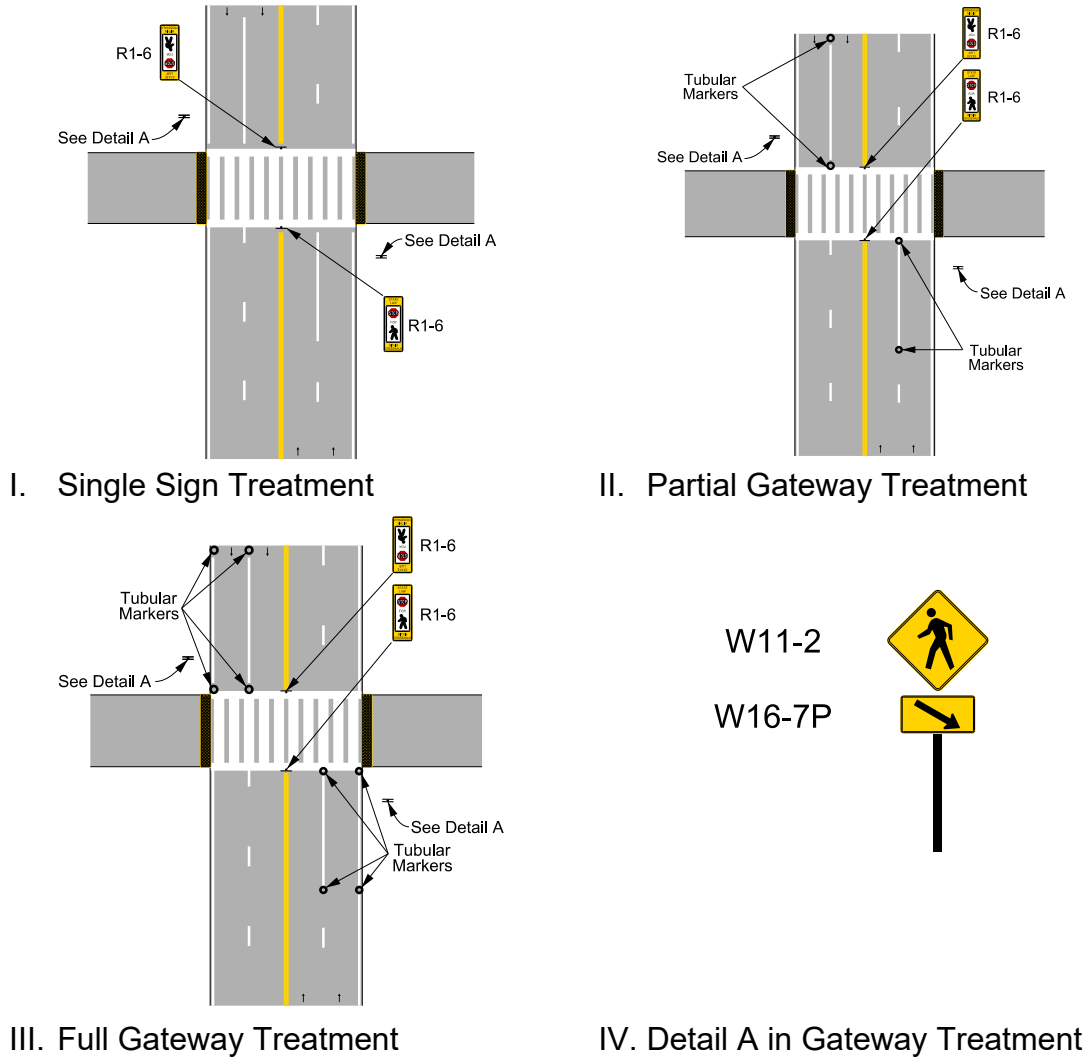 R1-6
See Detail A
See Detail A
R1-6
I. Single Sign Treatment
R1-6
Tubular
Markers
R1-6
See Detail A
See Detail A
Tubular
Markers
II. Partial Gateway Treatment
R1-6
Tubular
Markers
R1-6
See Detail A
See Detail A
Tubular
Markers
III. Full Gateway Treatment
W11-2
W16-7P
IV. Detail A in Gateway Treatment